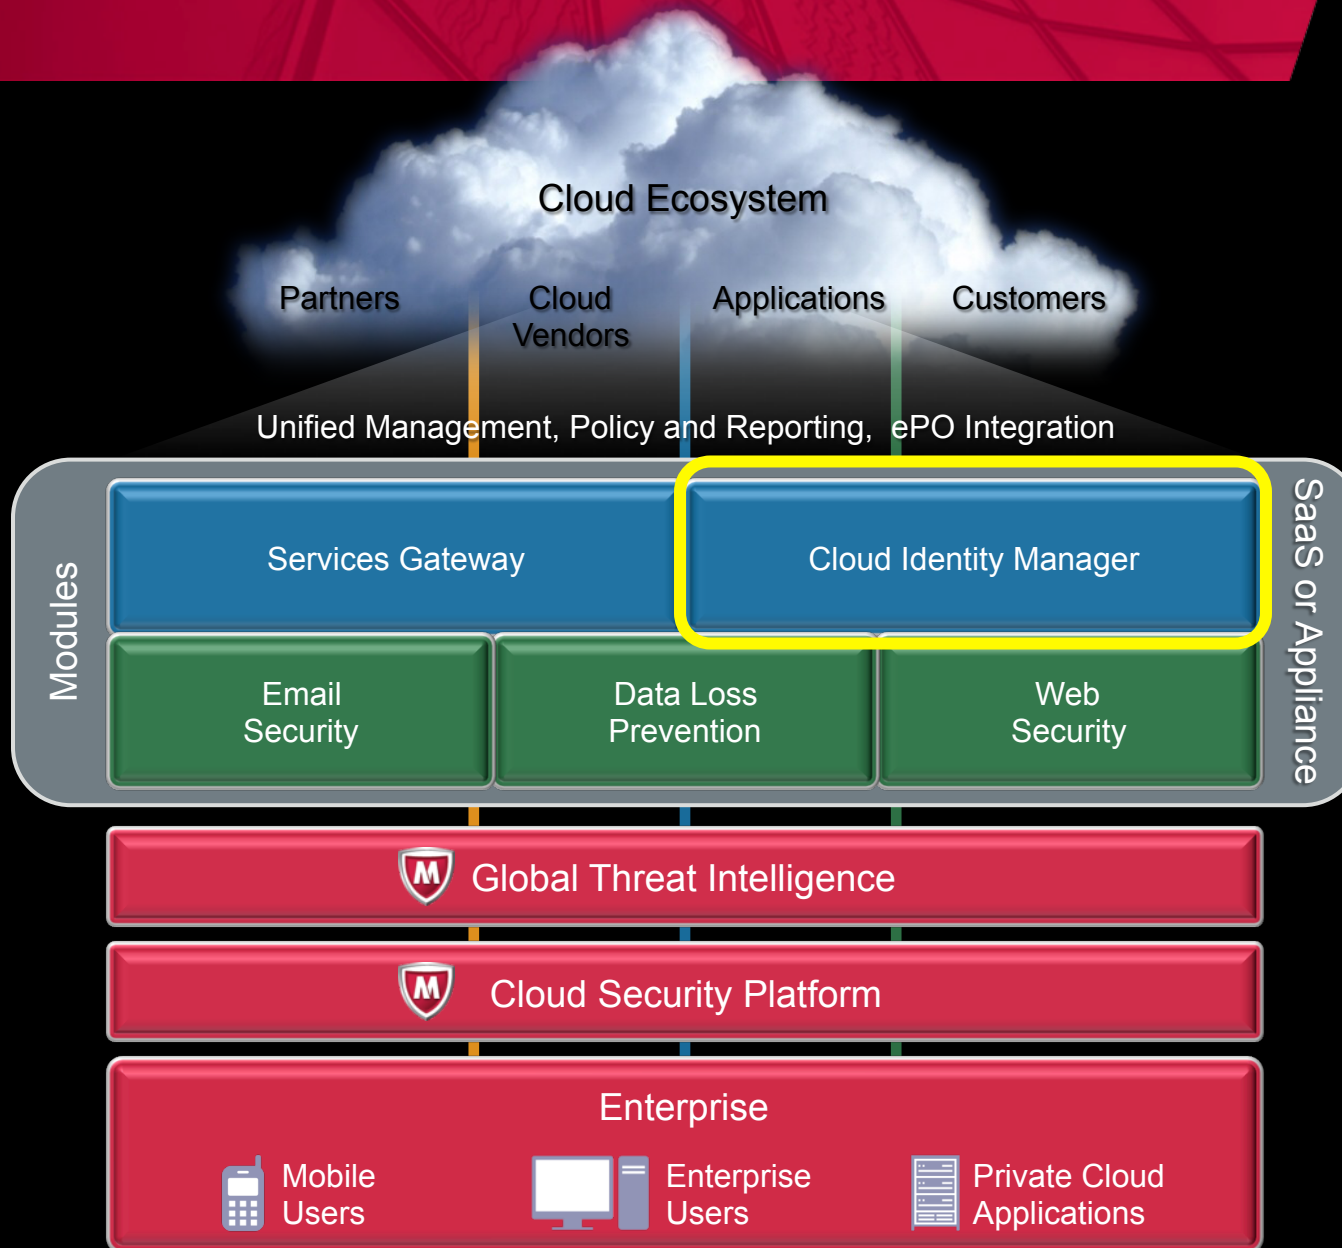 Cloud Ecosystem
Partners
Cloud
Vendors
Applications
Customers
Unified Management, Policy and Reporting, ePO Integration
Modules
Services Gateway
Cloud Identity Manager
SaaS or Appliance
Email
Security
Data Loss
Prevention
Web
Security
M Global Threat Intelligence
M Cloud Security Platform
Enterprise
Mobile
Users
Enterprise
Users
Private Cloud
Applications